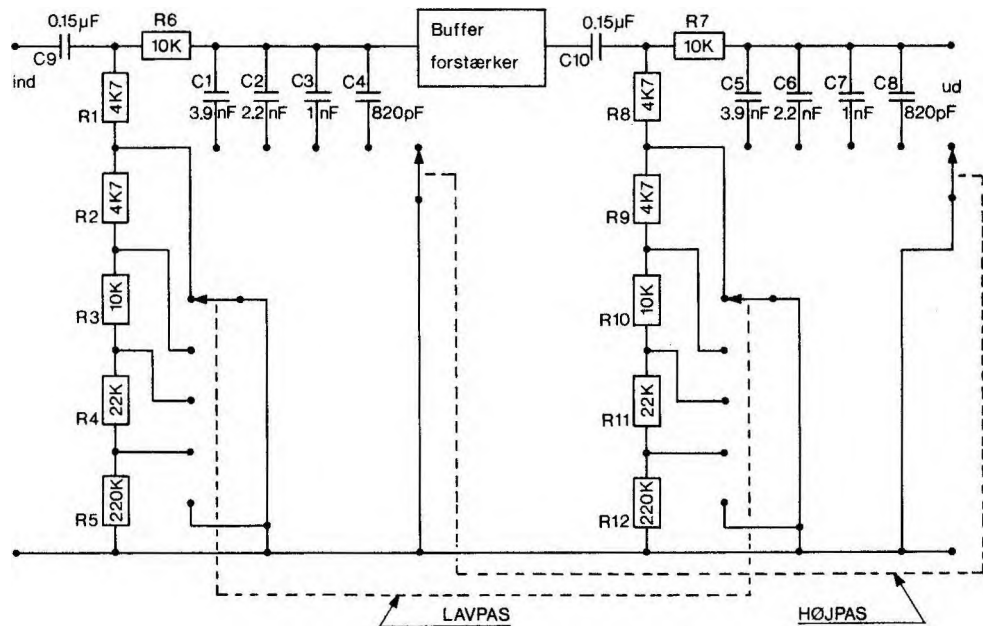 0.15µF
C9
R6
10K
ind
Buffer
forstærker
0.15µF
C10
R7
10K
ud
R1
4K7
C1
3.9nF
C2
2.2nF
C3
1nF
C4
820pF
R8
4K7
C5
3.9nF
C6
2.2nF
C7
1nF
C8
820pF
R2
4K7
R9
4K7
R3
10K
R10
10K
R4
22K
R11
22K
R5
220K
R12
220K
LAVPAS
HØJPAS